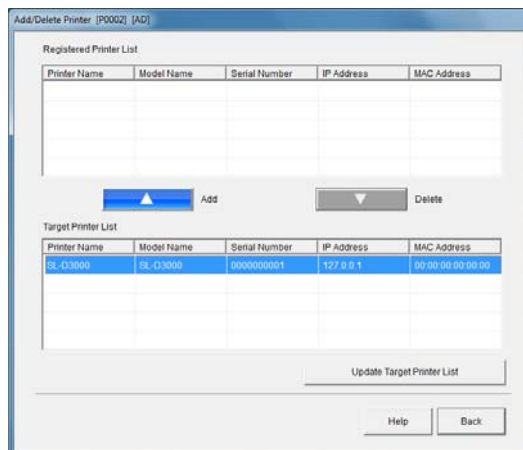 Add/Delete Printer [P0002] [AD]
Registered Printer List
Printer Name Model Name Serial Number IP Address MAC Address
Add Delete
Target Printer List
Printer Name Model Name Serial Number IP Address MAC Address
SL-D3000 SL-D3000 0000000001 127.0.0.1 00:00:00:00:00:00
Update Target Printer List
Help Back